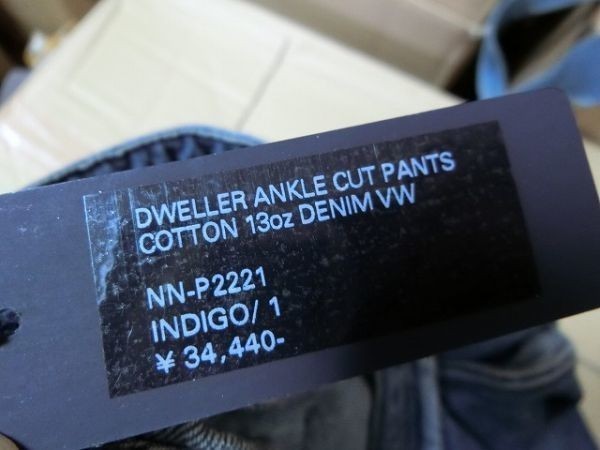 DWELLER ANKLE CUT PANTS
COTTON 13oz DENIM VW
NN-P2221
INDIGO/ 1
¥ 34,440-